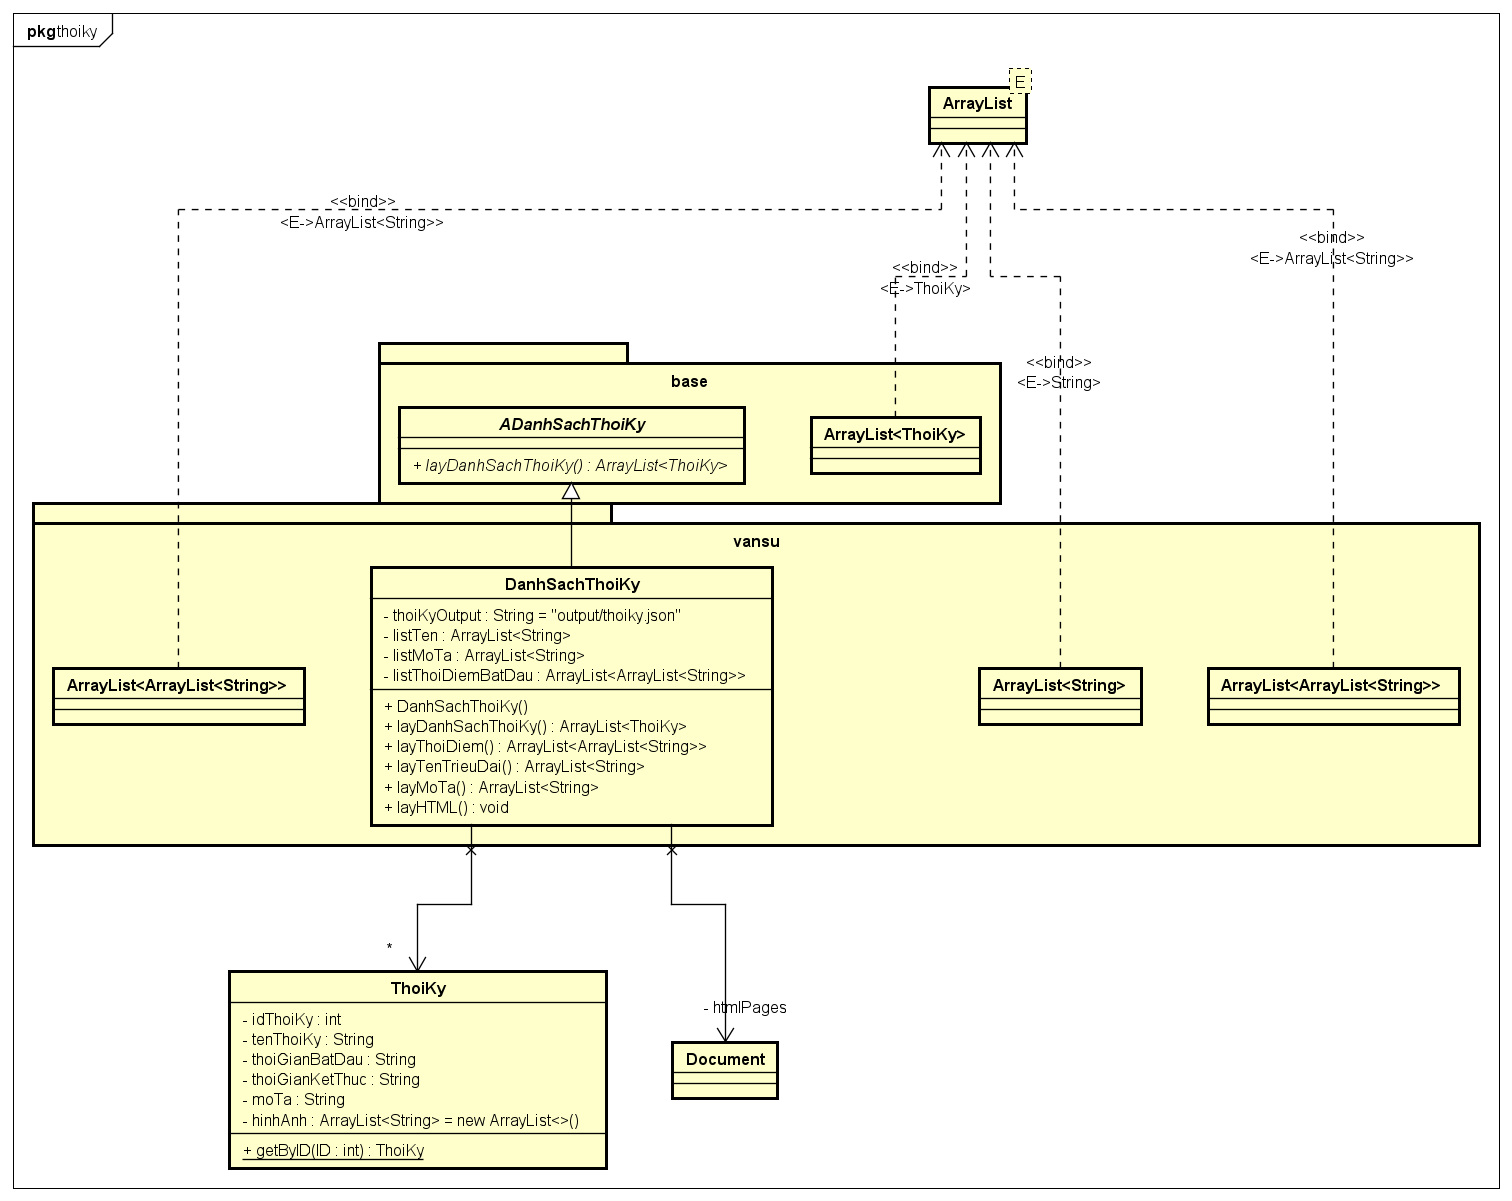 pkgthoiky
E
ArrayList
<<bind>>
<E->ArrayList<String>>
<<bind>>
<E->ArrayList<String>>
<<bind>>
<E->ThoiKy>
<<bind>>
<E->String>
base
ADanhSachThoiKy
+ layDanhSachThoiKy() : ArrayList<ThoiKy>
ArrayList<ThoiKy>
vansu
DanhSachThoiKy
- thoiKyOutput : String = "output/thoiky.json"
- listTen : ArrayList<String>
- listMoTa : ArrayList<String>
- listThoiDiemBatDau : ArrayList<ArrayList<String>>
+ DanhSachThoiKy()
+ layDanhSachThoiKy() : ArrayList<ThoiKy>
+ layThoiDiem() : ArrayList<ArrayList<String>>
+ layTenTrieuDai() : ArrayList<String>
+ layMoTa() : ArrayList<String>
+ layHTML() : void
ArrayList<ArrayList<String>>
ArrayList<String>
ArrayList<ArrayList<String>>
*
ThoiKy
- idThoiKy : int
- tenThoiKy : String
- thoiGianBatDau : String
- thoiGianKetThuc : String
- moTa : String
- hinhAnh : ArrayList<String> = new ArrayList<>()
+ getByID(ID : int) : ThoiKy
- htmlPages
Document